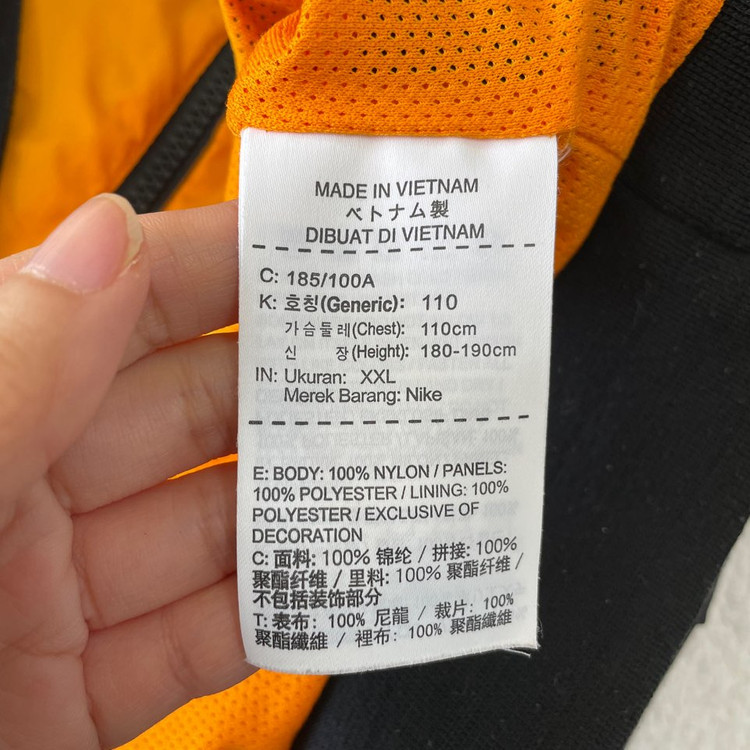 MADE IN VIETNAM
ベトナム製
DIBUAT DI VIETNAM
C: 185/100A
K: 호칭(Generic): 110
가슴둘레(Chest): 110cm
신 장(Height): 180-190cm
IN: Ukuran: XXL
Merek Barang: Nike
E: BODY: 100% NYLON / PANELS:
100% POLYESTER / LINING: 100%
POLYESTER / EXCLUSIVE OF
DECORATION
C: 面料: 100% 锦纶 / 拼接: 100%
聚酯纤维 / 里料: 100% 聚酯纤维 /
不包括装饰部分
T: 表布: 100% 尼龍 / 裁片: 100%
聚酯纖維 / 裡布: 100% 聚酯纖維